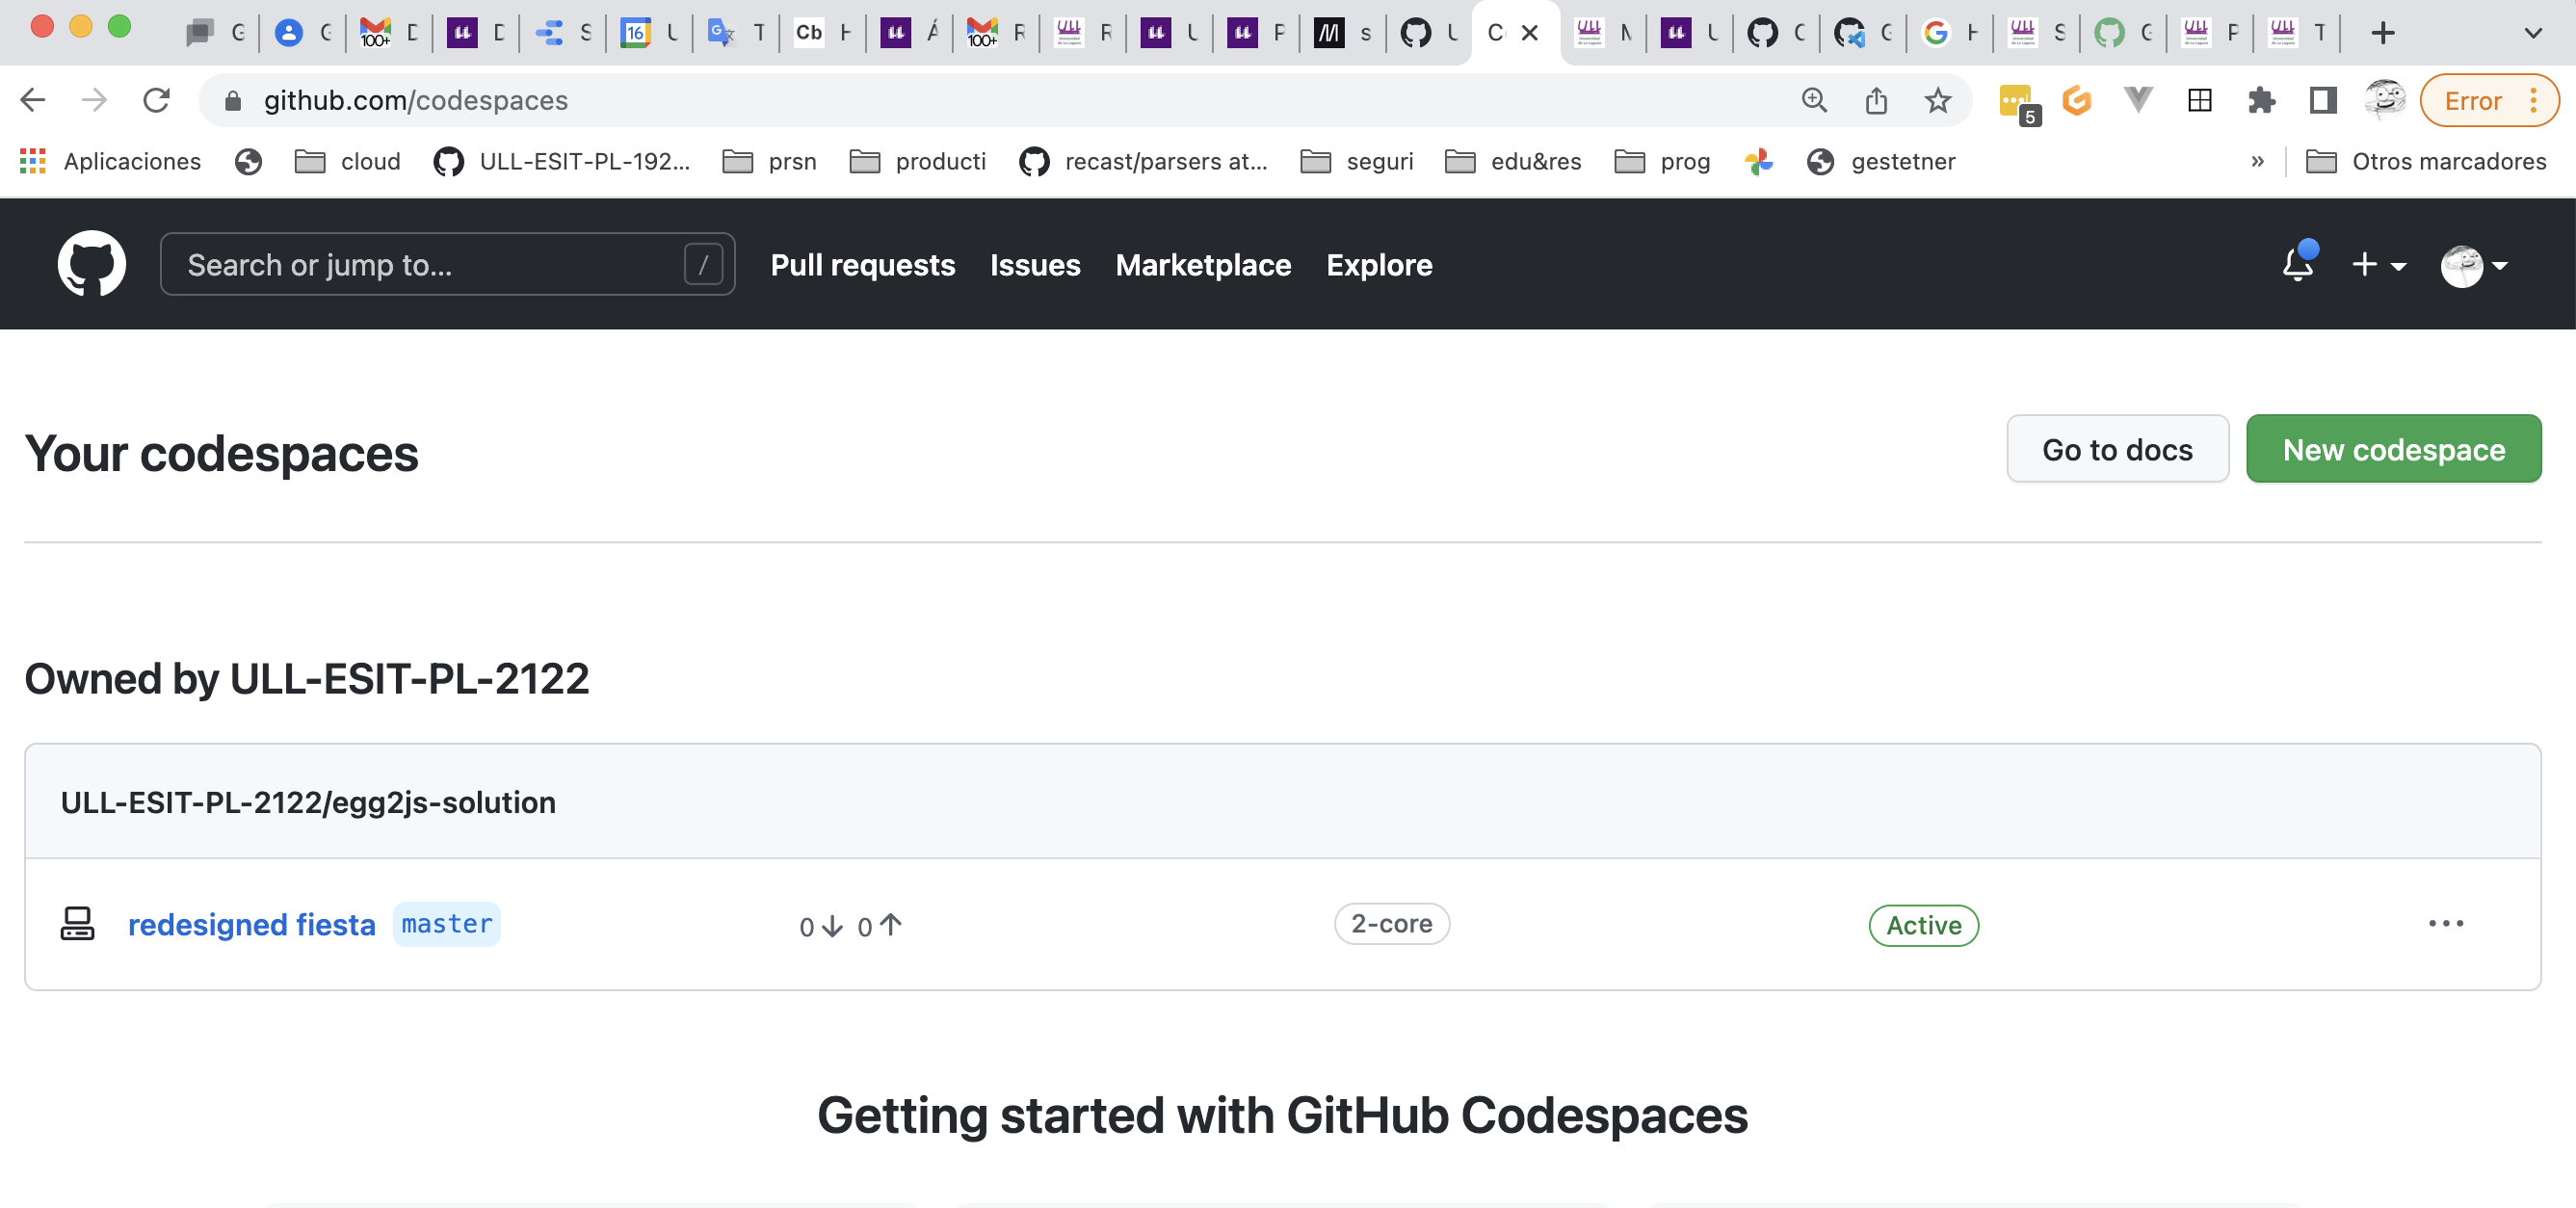 G G D D S U T Cb H Á R R U P s U C M U C G H S G P T
github.com/codespaces 5 Error
Aplicaciones cloud ULL-ESIT-PL-192... prsn producti recast/parsers at... seguri edu&res prog gestetner » Otros marcadores
Search or jump to... / Pull requests Issues Marketplace Explore
Your codespaces Go to docs New codespace
Owned by ULL-ESIT-PL-2122
ULL-ESIT-PL-2122/egg2js-solution
redesigned fiesta master 0 0 2-core Active
Getting started with GitHub Codespaces